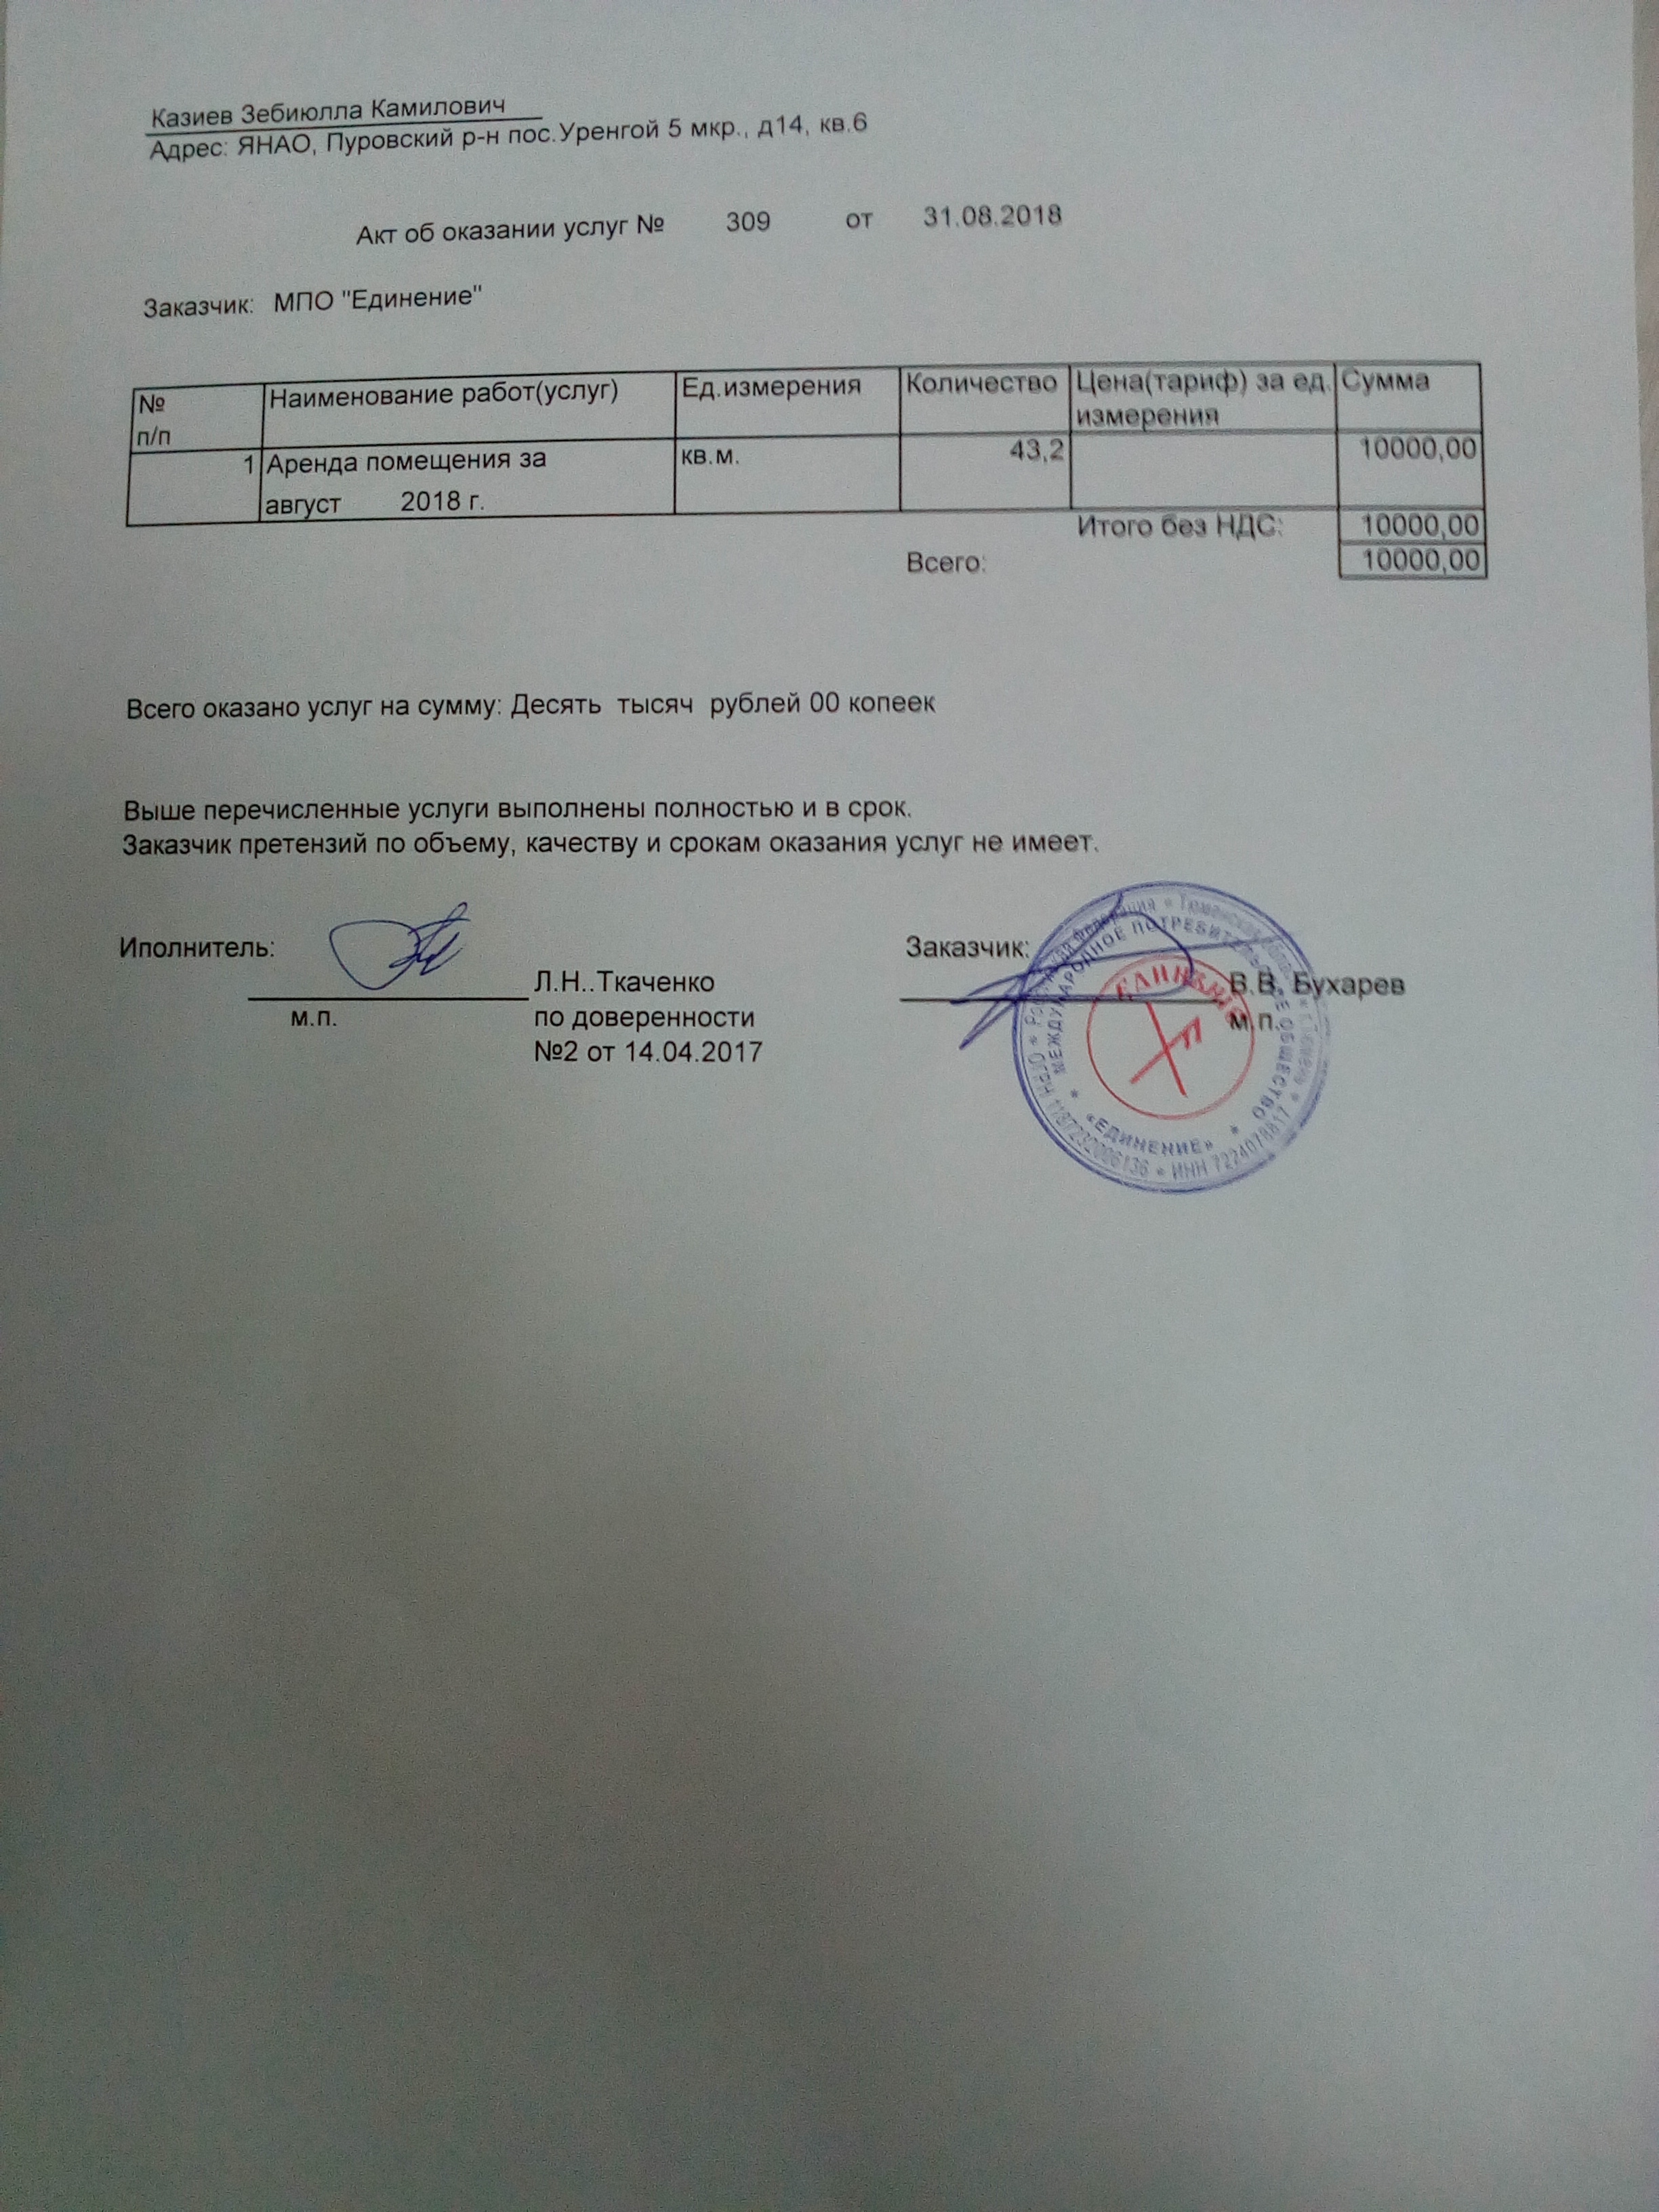 Казиев Зебиюлла Камилович
Адрес: ЯНАО, Пуровский р-н пос.Уренгой 5 мкр., д14, кв.6
Акт об оказании услуг № 309 от 31.08.2018
Заказчик: МПО "Единение"
№ п/п Наименование работ(услуг) Ед.измерения Количество Цена(тариф) за ед. измерения Сумма
1 Аренда помещения за кв.м. 43,2 10000,00
август 2018 г.
Итого без НДС: 10000,00
Всего: 10000,00
Всего оказано услуг на сумму: Десять тысяч рублей 00 копеек
Выше перечисленные услуги выполнены полностью и в срок.
Заказчик претензий по объему, качеству и срокам оказания услуг не имеет.
Иполнитель: Заказчик:
Л.Н..Ткаченко В.В. Бухарев
м.п. по доверенности м.п.
№2 от 14.04.2017
МЕЖДУНАРОДНОЕ ПОТРЕБИТЕЛЬСКОЕ ОБЩЕСТВО
«ЕДИНЕНИЕ»
ИНН 7224078817
ЕДИНЕНИЕ